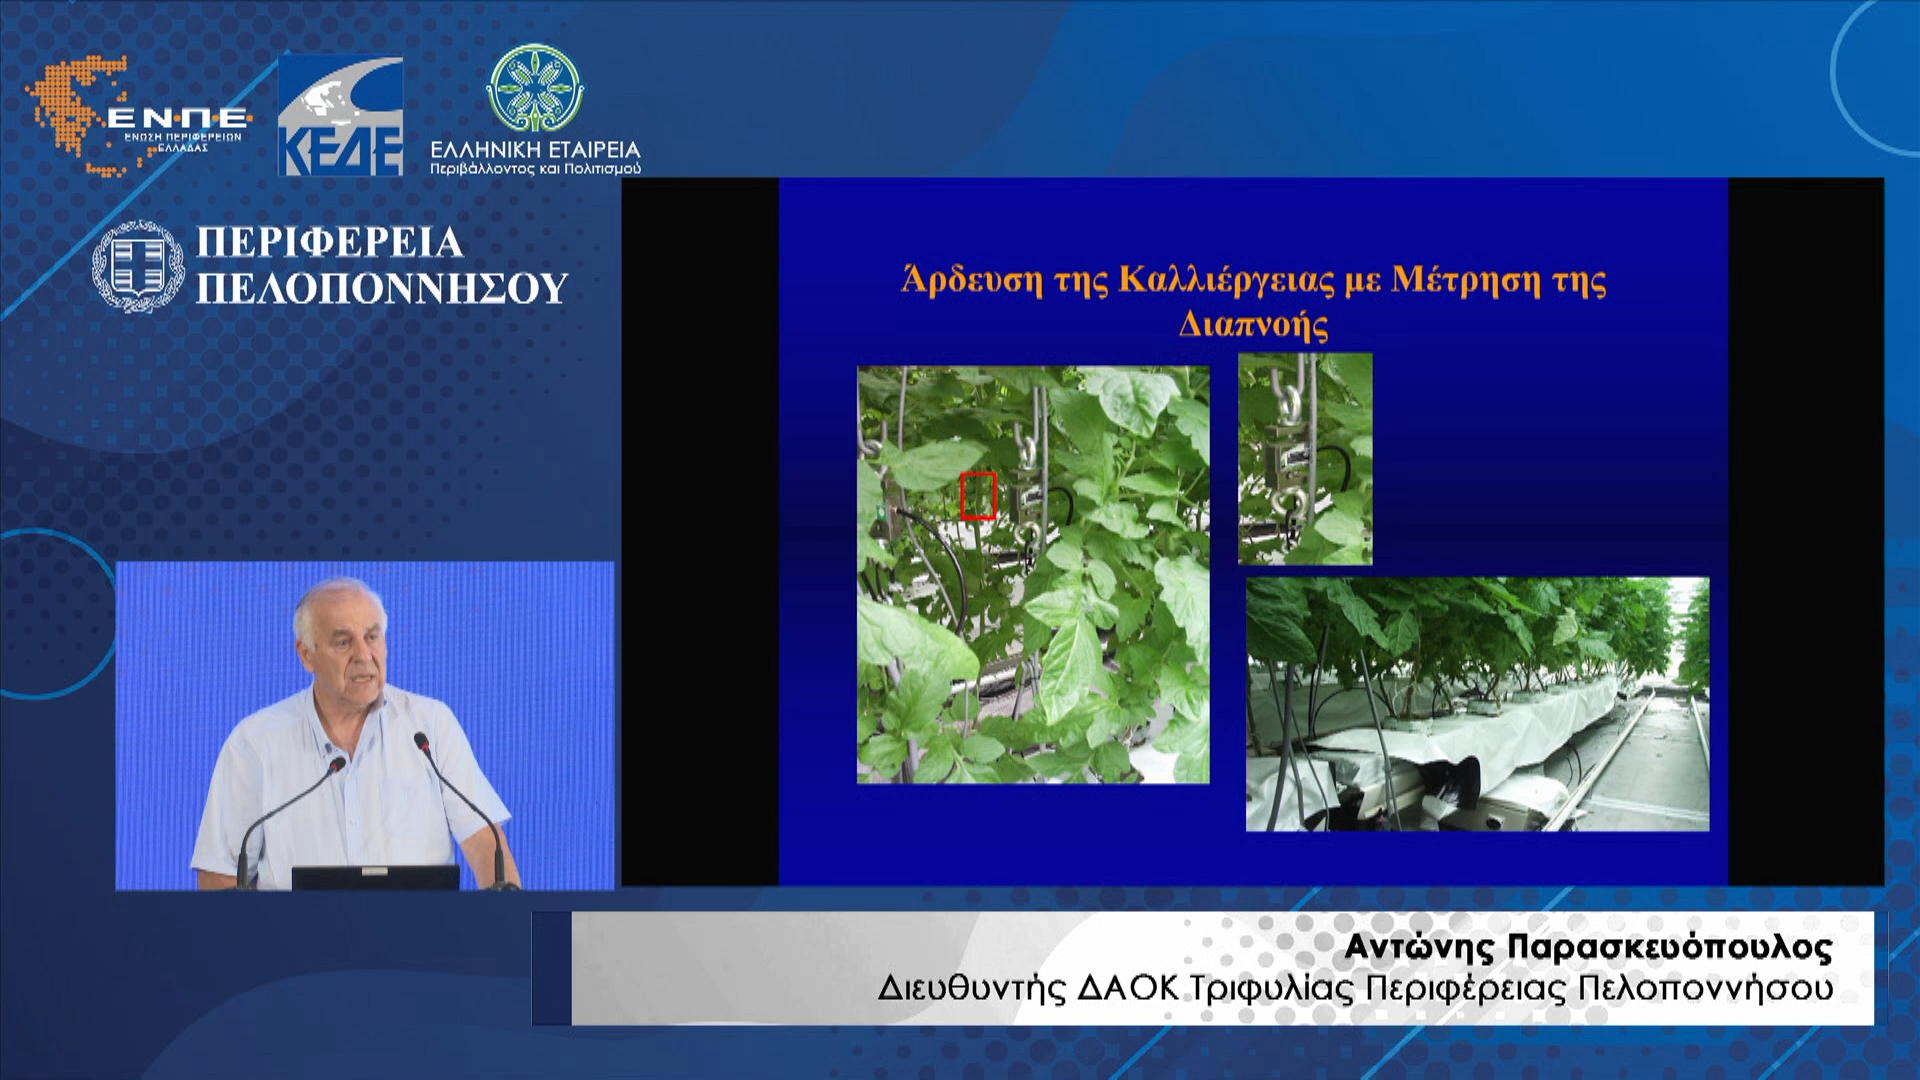 ΕΝ·Π·Ε
ΕΝΩΣΗ ΠΕΡΙΦΕΡΕΙΩΝ
ΕΛΛΑΔΑΣ
ΚΕΔΕ
ΕΛΛΗΝΙΚΗ ΕΤΑΙΡΕΙΑ
Περιβάλλοντος και Πολιτισμού
ΠΕΡΙΦΕΡΕΙΑ
ΠΕΛΟΠΟΝΝΗΣΟΥ
Άρδευση της Καλλιέργειας με Μέτρηση της
Διαπνοής
Αντώνης Παρασκευόπουλος
Διευθυντής ΔΑΟΚ Τριφυλίας Περιφέρειας Πελοποννήσου